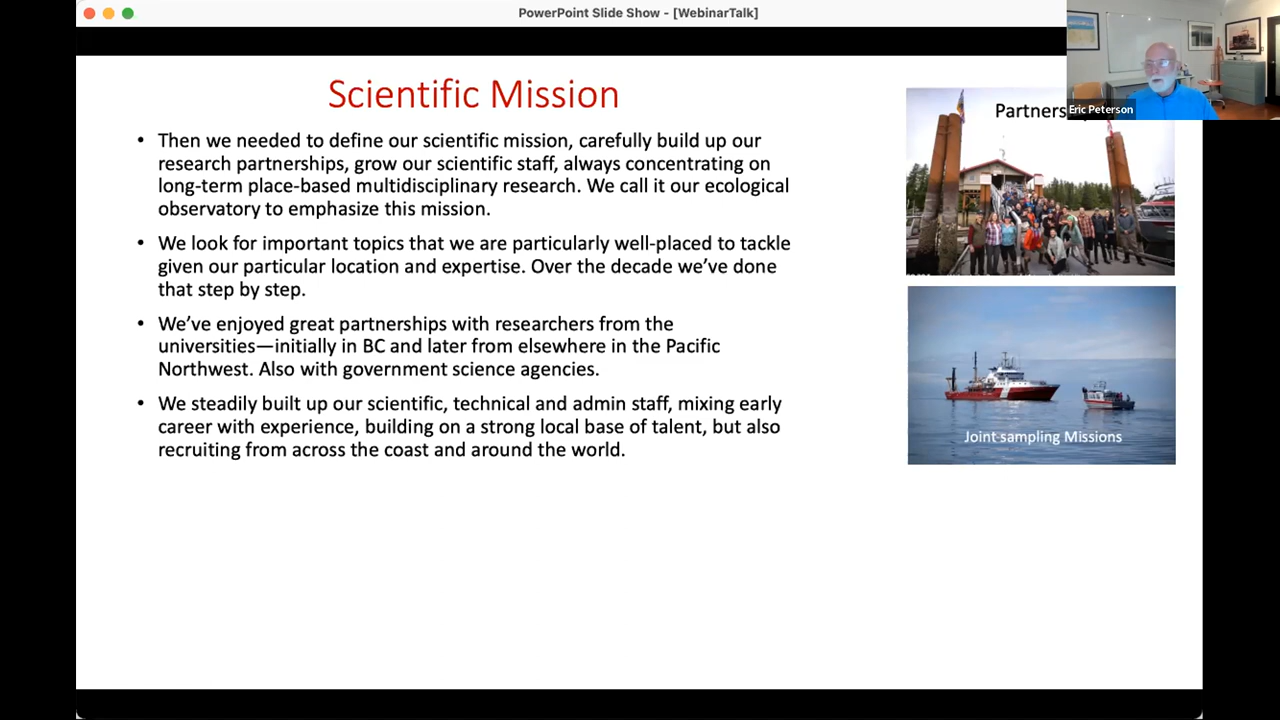 PowerPoint Slide Show - [WebinarTalk]
Scientific Mission
• Then we needed to define our scientific mission, carefully build up our
research partnerships, grow our scientific staff, always concentrating on
long-term place-based multidisciplinary research. We call it our ecological
observatory to emphasize this mission.
• We look for important topics that we are particularly well-placed to tackle
given our particular location and expertise. Over the decade we’ve done
that step by step.
• We’ve enjoyed great partnerships with researchers from the
universities—initially in BC and later from elsewhere in the Pacific
Northwest. Also with government science agencies.
• We steadily built up our scientific, technical and admin staff, mixing early
career with experience, building on a strong local base of talent, but also
recruiting from across the coast and around the world.
Eric Peterson
Joint sampling Missions